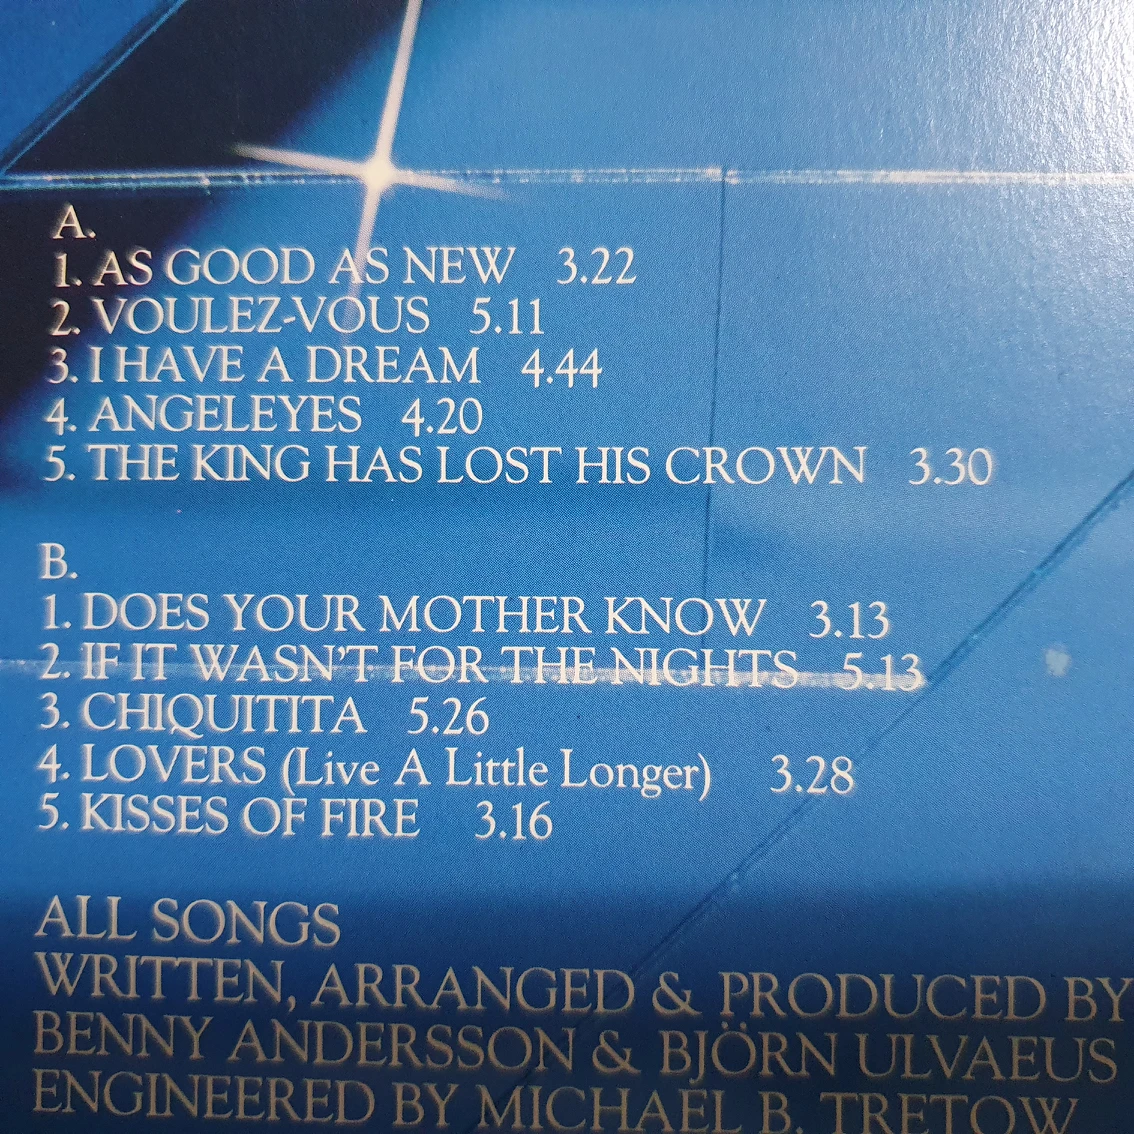 A.
1. AS GOOD AS NEW 3.22
2. VOULEZ-VOUS 5.11
3. I HAVE A DREAM 4.44
4. ANGELEYES 4.20
5. THE KING HAS LOST HIS CROWN 3.30
B.
1. DOES YOUR MOTHER KNOW 3.13
2. IF IT WASN'T FOR THE NIGHTS 5.13
3. CHIQUITITA 5.26
4. LOVERS (Live A Little Longer) 3.28
5. KISSES OF FIRE 3.16
ALL SONGS
WRITTEN, ARRANGED & PRODUCED BY
BENNY ANDERSSON & BJÖRN ULVAEUS
ENGINEERED BY MICHAEL B. TRETOW